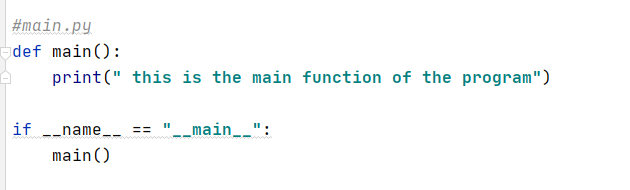 #main.py
def main():
    print(" this is the main function of the program")
if __name__ == "__main__":
    main()